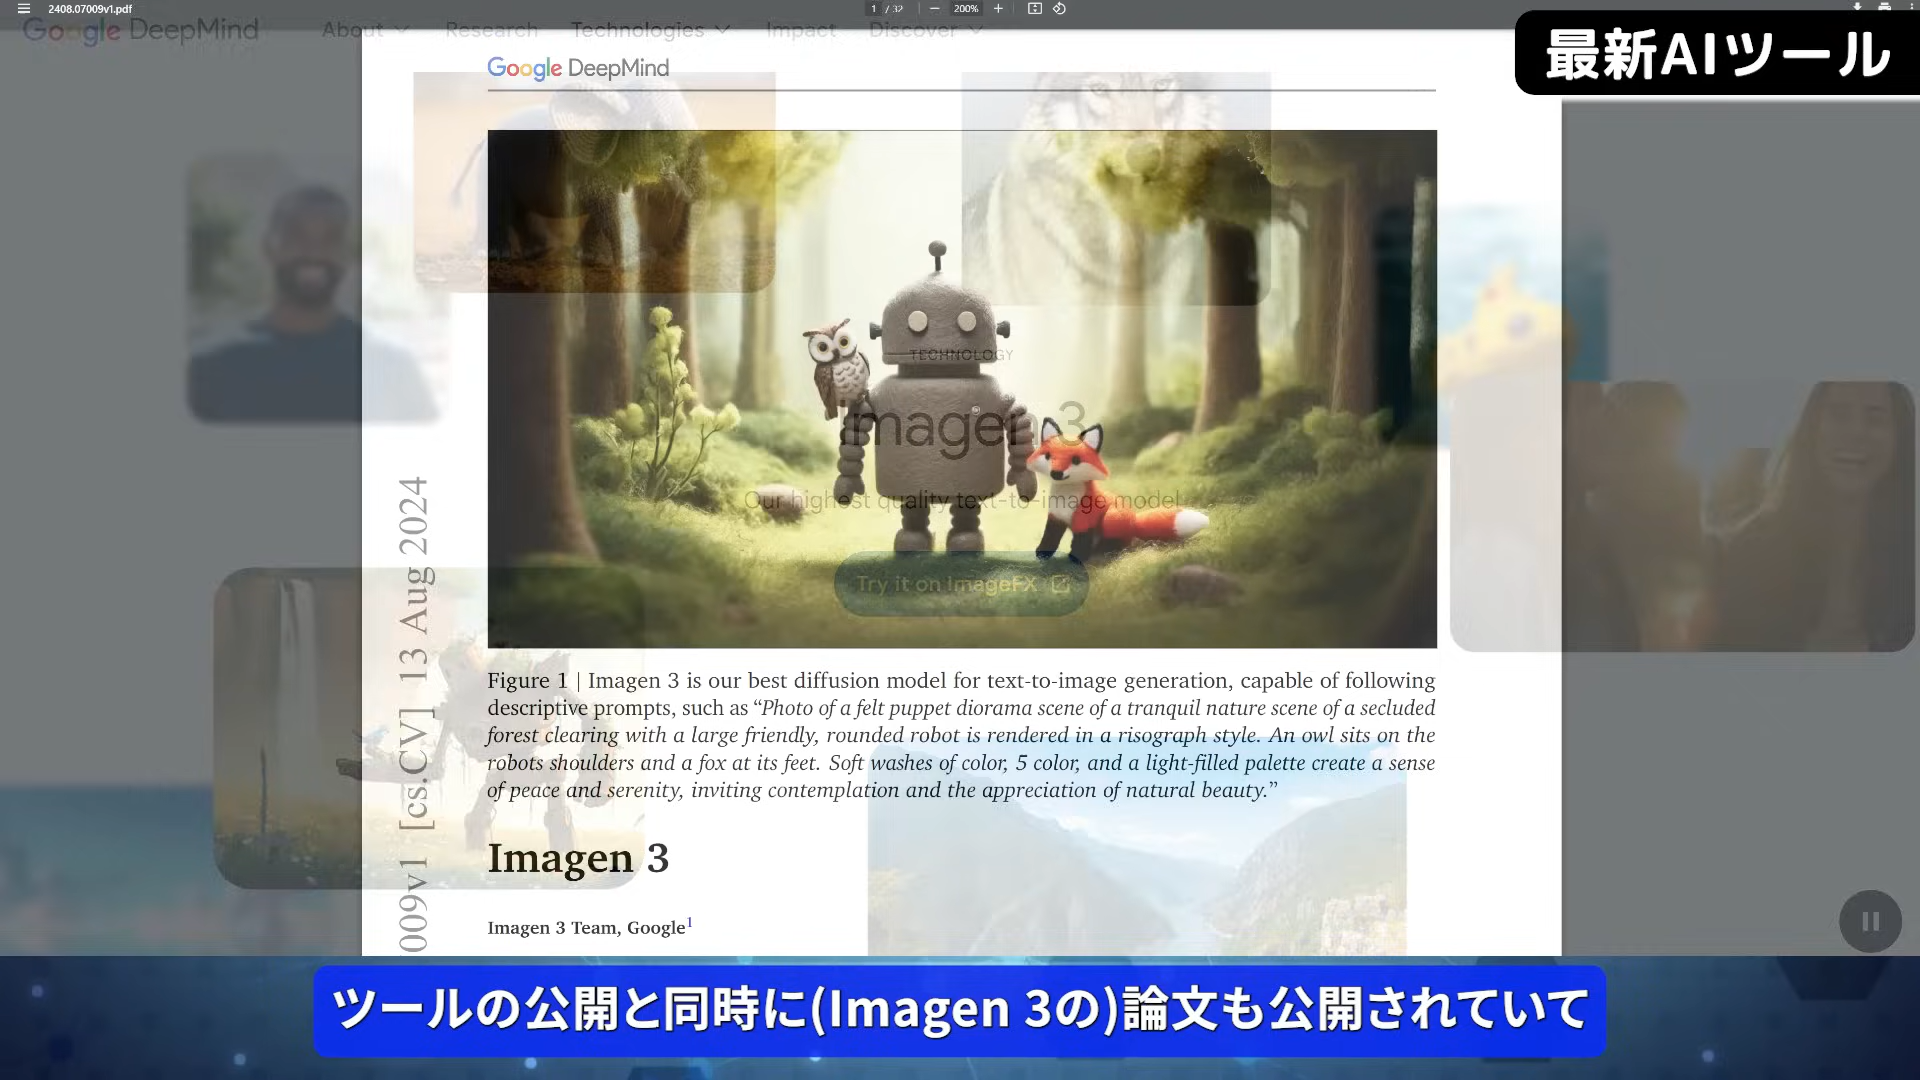 2408.07009v1.pdf
1 / 32
200%
Google DeepMind
About
Research
Technologies
Impact
Discover
最新AIツール
Google DeepMind
TECHNOLOGY
Imagen 3
Our highest quality text-to-image model
Try it on ImageFX
009v1 [cs.CV] 13 Aug 2024
Figure 1 | Imagen 3 is our best diffusion model for text-to-image generation, capable of following
descriptive prompts, such as “Photo of a felt puppet diorama scene of a tranquil nature scene of a secluded
forest clearing with a large friendly, rounded robot is rendered in a risograph style. An owl sits on the
robots shoulders and a fox at its feet. Soft washes of color, 5 color, and a light-filled palette create a sense
of peace and serenity, inviting contemplation and the appreciation of natural beauty.”
Imagen 3
Imagen 3 Team, Google1
ツールの公開と同時に(Imagen 3の)論文も公開されていて